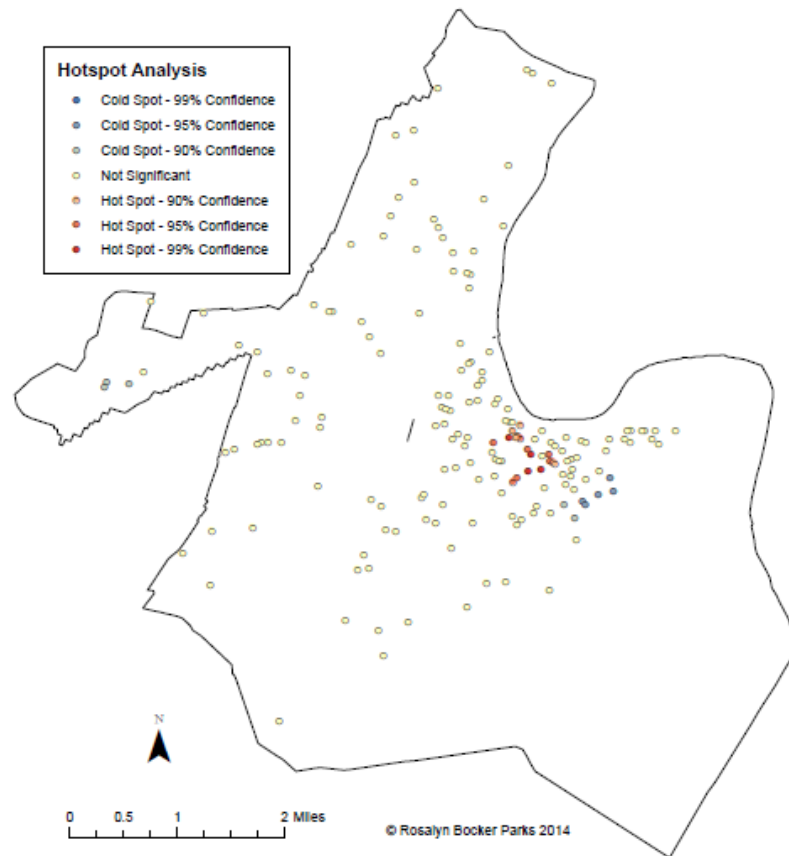 Hotspot Analysis
Cold Spot - 99% Confidence
Cold Spot - 95% Confidence
Cold Spot - 90% Confidence
Not Significant
Hot Spot - 90% Confidence
Hot Spot - 95% Confidence
Hot Spot - 99% Confidence
N
0 0.5 1 2 Miles
© Rosalyn Bocker Parks 2014